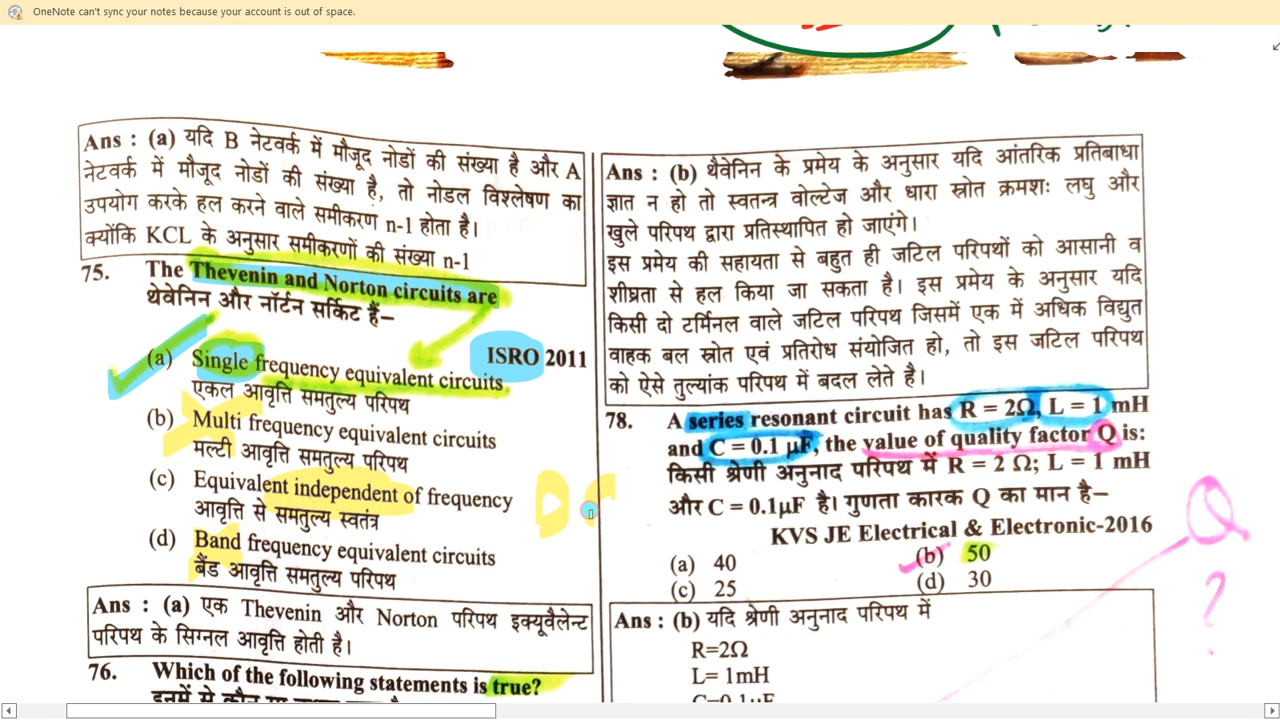 OneNote can't sync your notes because your account is out of space.
Ans : (a) यदि B नेटवर्क में मौजूद नोडों की संख्या है और A
नेटवर्क में मौजूद नोडों की संख्या है, तो नोडल विश्लेषण का
उपयोग करके हल करने वाले समीकरण n-1 होता है।
क्योंकि KCL के अनुसार समीकरणों की संख्या n-1
75. The Thevenin and Norton circuits are
थेवेनिन और नॉर्टन सर्किट हैं–
ISRO 2011
(a) Single frequency equivalent circuits
एकल आवृत्ति समतुल्य परिपथ
(b) Multi frequency equivalent circuits
मल्टी आवृत्ति समतुल्य परिपथ
(c) Equivalent independent of frequency
आवृत्ति से समतुल्य स्वतंत्र
(d) Band frequency equivalent circuits
बैंड आवृत्ति समतुल्य परिपथ
Ans : (a) एक Thevenin और Norton परिपथ इक्यूवैलेन्ट
परिपथ के सिग्नल आवृत्ति होती है।
76. Which of the following statements is true?
Ans : (b) थैवेनिन के प्रमेय के अनुसार यदि आंतरिक प्रतिबाधा
ज्ञात न हो तो स्वतन्त्र वोल्टेज और धारा स्रोत क्रमशः लघु और
खुले परिपथ द्वारा प्रतिस्थापित हो जाएंगे।
इस प्रमेय की सहायता से बहुत ही जटिल परिपथों को आसानी व
शीघ्रता से हल किया जा सकता है। इस प्रमेय के अनुसार यदि
किसी दो टर्मिनल वाले जटिल परिपथ जिसमें एक में अधिक विद्युत
वाहक बल स्रोत एवं प्रतिरोध संयोजित हो, तो इस जटिल परिपथ
को ऐसे तुल्यांक परिपथ में बदल लेते है।
78. A series resonant circuit has R = 2Ω, L = 1 mH
and C = 0.1 μF, the value of quality factor Q is:
किसी श्रेणी अनुनाद परिपथ में R = 2 Ω; L = 1 mH
और C = 0.1μF है। गुणता कारक Q का मान है–
KVS JE Electrical & Electronic-2016
(a) 40 (b) 50
(c) 25 (d) 30
Ans : (b) यदि श्रेणी अनुनाद परिपथ में
R=2Ω
L= 1mH
C=0.1μF
Q
?